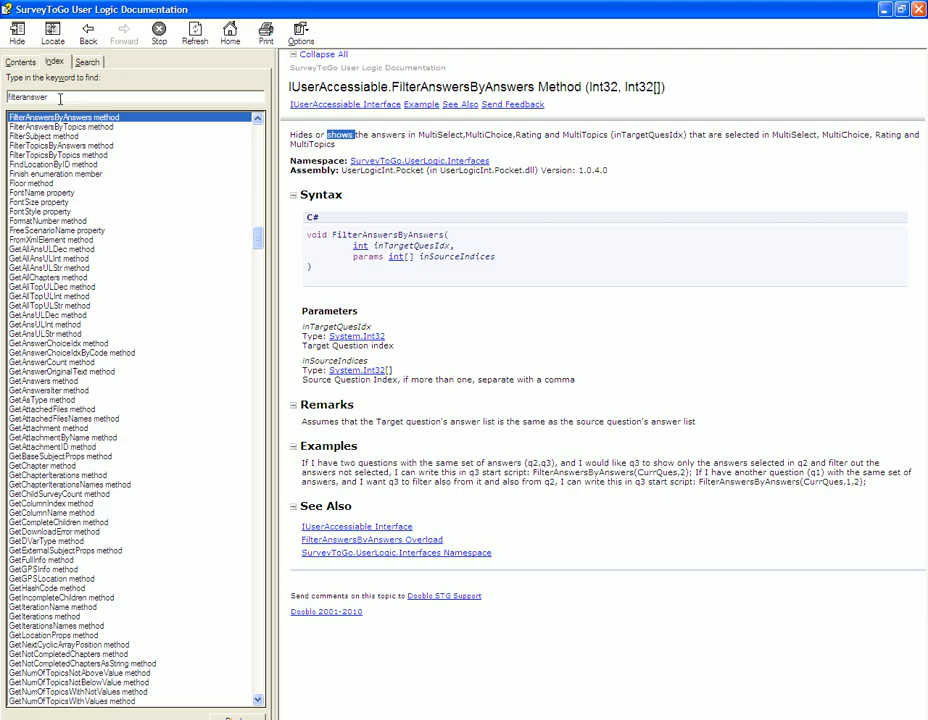 SurveyToGo User Logic Documentation
Hide Locate Back Forward Stop Refresh Home Print Options
Contents Index Search
Type in the keyword to find:
filteranswer
FilterAnswersByAnswers method
FilterAnswersByTopics method
FilterSubject method
FilterTopicsByAnswers method
FilterTopicsByTopics method
FindLocationByID method
Finish enumeration member
Floor method
FontName property
FontSize property
FontStyle property
FormatNumber method
FreeScenarioName property
FromXmlElement method
GetAllAnsULDec method
GetAllAnsULInt method
GetAllAnsULStr method
GetAllChapters method
GetAllTopULDec method
GetAllTopULInt method
GetAllTopULStr method
GetAnsULDec method
GetAnsULInt method
GetAnsULStr method
GetAnswerChoiceIdx method
GetAnswerChoiceIdxByCode method
GetAnswerCount method
GetAnswerOriginalText method
GetAnswers method
GetAnswersIter method
GetAsType method
GetAttachedFiles method
GetAttachedFilesNames method
GetAttachment method
GetAttachmentByName method
GetAttachmentID method
GetBaseSubjectProps method
GetChapter method
GetChapterIterations method
GetChapterIterationsNames method
GetChildSurveyCount method
GetColumnIndex method
GetColumnName method
GetCompleteChildren method
GetDownloadError method
GetDVarType method
GetExternalSubjectProps method
GetFullInfo method
GetGPSInfo method
GetGPSLocation method
GetHashCode method
GetIncompleteChildren method
GetIterationName method
GetIterations method
GetIterationsNames method
GetLocationProps method
GetNextCyclicArrayPosition method
GetNotCompletedChapters method
GetNotCompletedChaptersAsString method
GetNumOfTopicsNotAboveValue method
GetNumOfTopicsNotBelowValue method
GetNumOfTopicsWithNotValues method
GetNumOfTopicsWithValues method
Collapse All
SurveyToGo User Logic Documentation
IUserAccessiable.FilterAnswersByAnswers Method (Int32, Int32[])
IUserAccessiable Interface Example See Also Send Feedback
Hides or shows the answers in MultiSelect,MultiChoice,Rating and MultiTopics (inTargetQuesIdx) that are selected in MultiSelect, MultiChoice, Rating and
MultiTopics
Namespace: SurveyToGo.UserLogic.Interfaces
Assembly: UserLogicInt.Pocket (in UserLogicInt.Pocket.dll) Version: 1.0.4.0
Syntax
C#
void FilterAnswersByAnswers(
int inTargetQuesIdx,
params int[] inSourceIndices
)
Parameters
inTargetQuesIdx
Type: System.Int32
Target Question index
inSourceIndices
Type: System.Int32[]
Source Question Index, if more than one, separate with a comma
Remarks
Assumes that the Target question's answer list is the same as the source question's answer list
Examples
If I have two questions with the same set of answers (q2,q3), and I would like q3 to show only the answers selected in q2 and filter out the
answers not selected, I can write this in q3 start script: FilterAnswersByAnswers(CurrQues,2); If I have another question (q1) with the same set of
answers, and I want q3 to filter also from it and also from q2, I can write this in q3 start script: FilterAnswersByAnswers(CurrQues,1,2);
See Also
IUserAccessiable Interface
FilterAnswersByAnswers Overload
SurveyToGo.UserLogic.Interfaces Namespace
Send comments on this topic to Dooblo STG Support
Dooblo 2001-2010